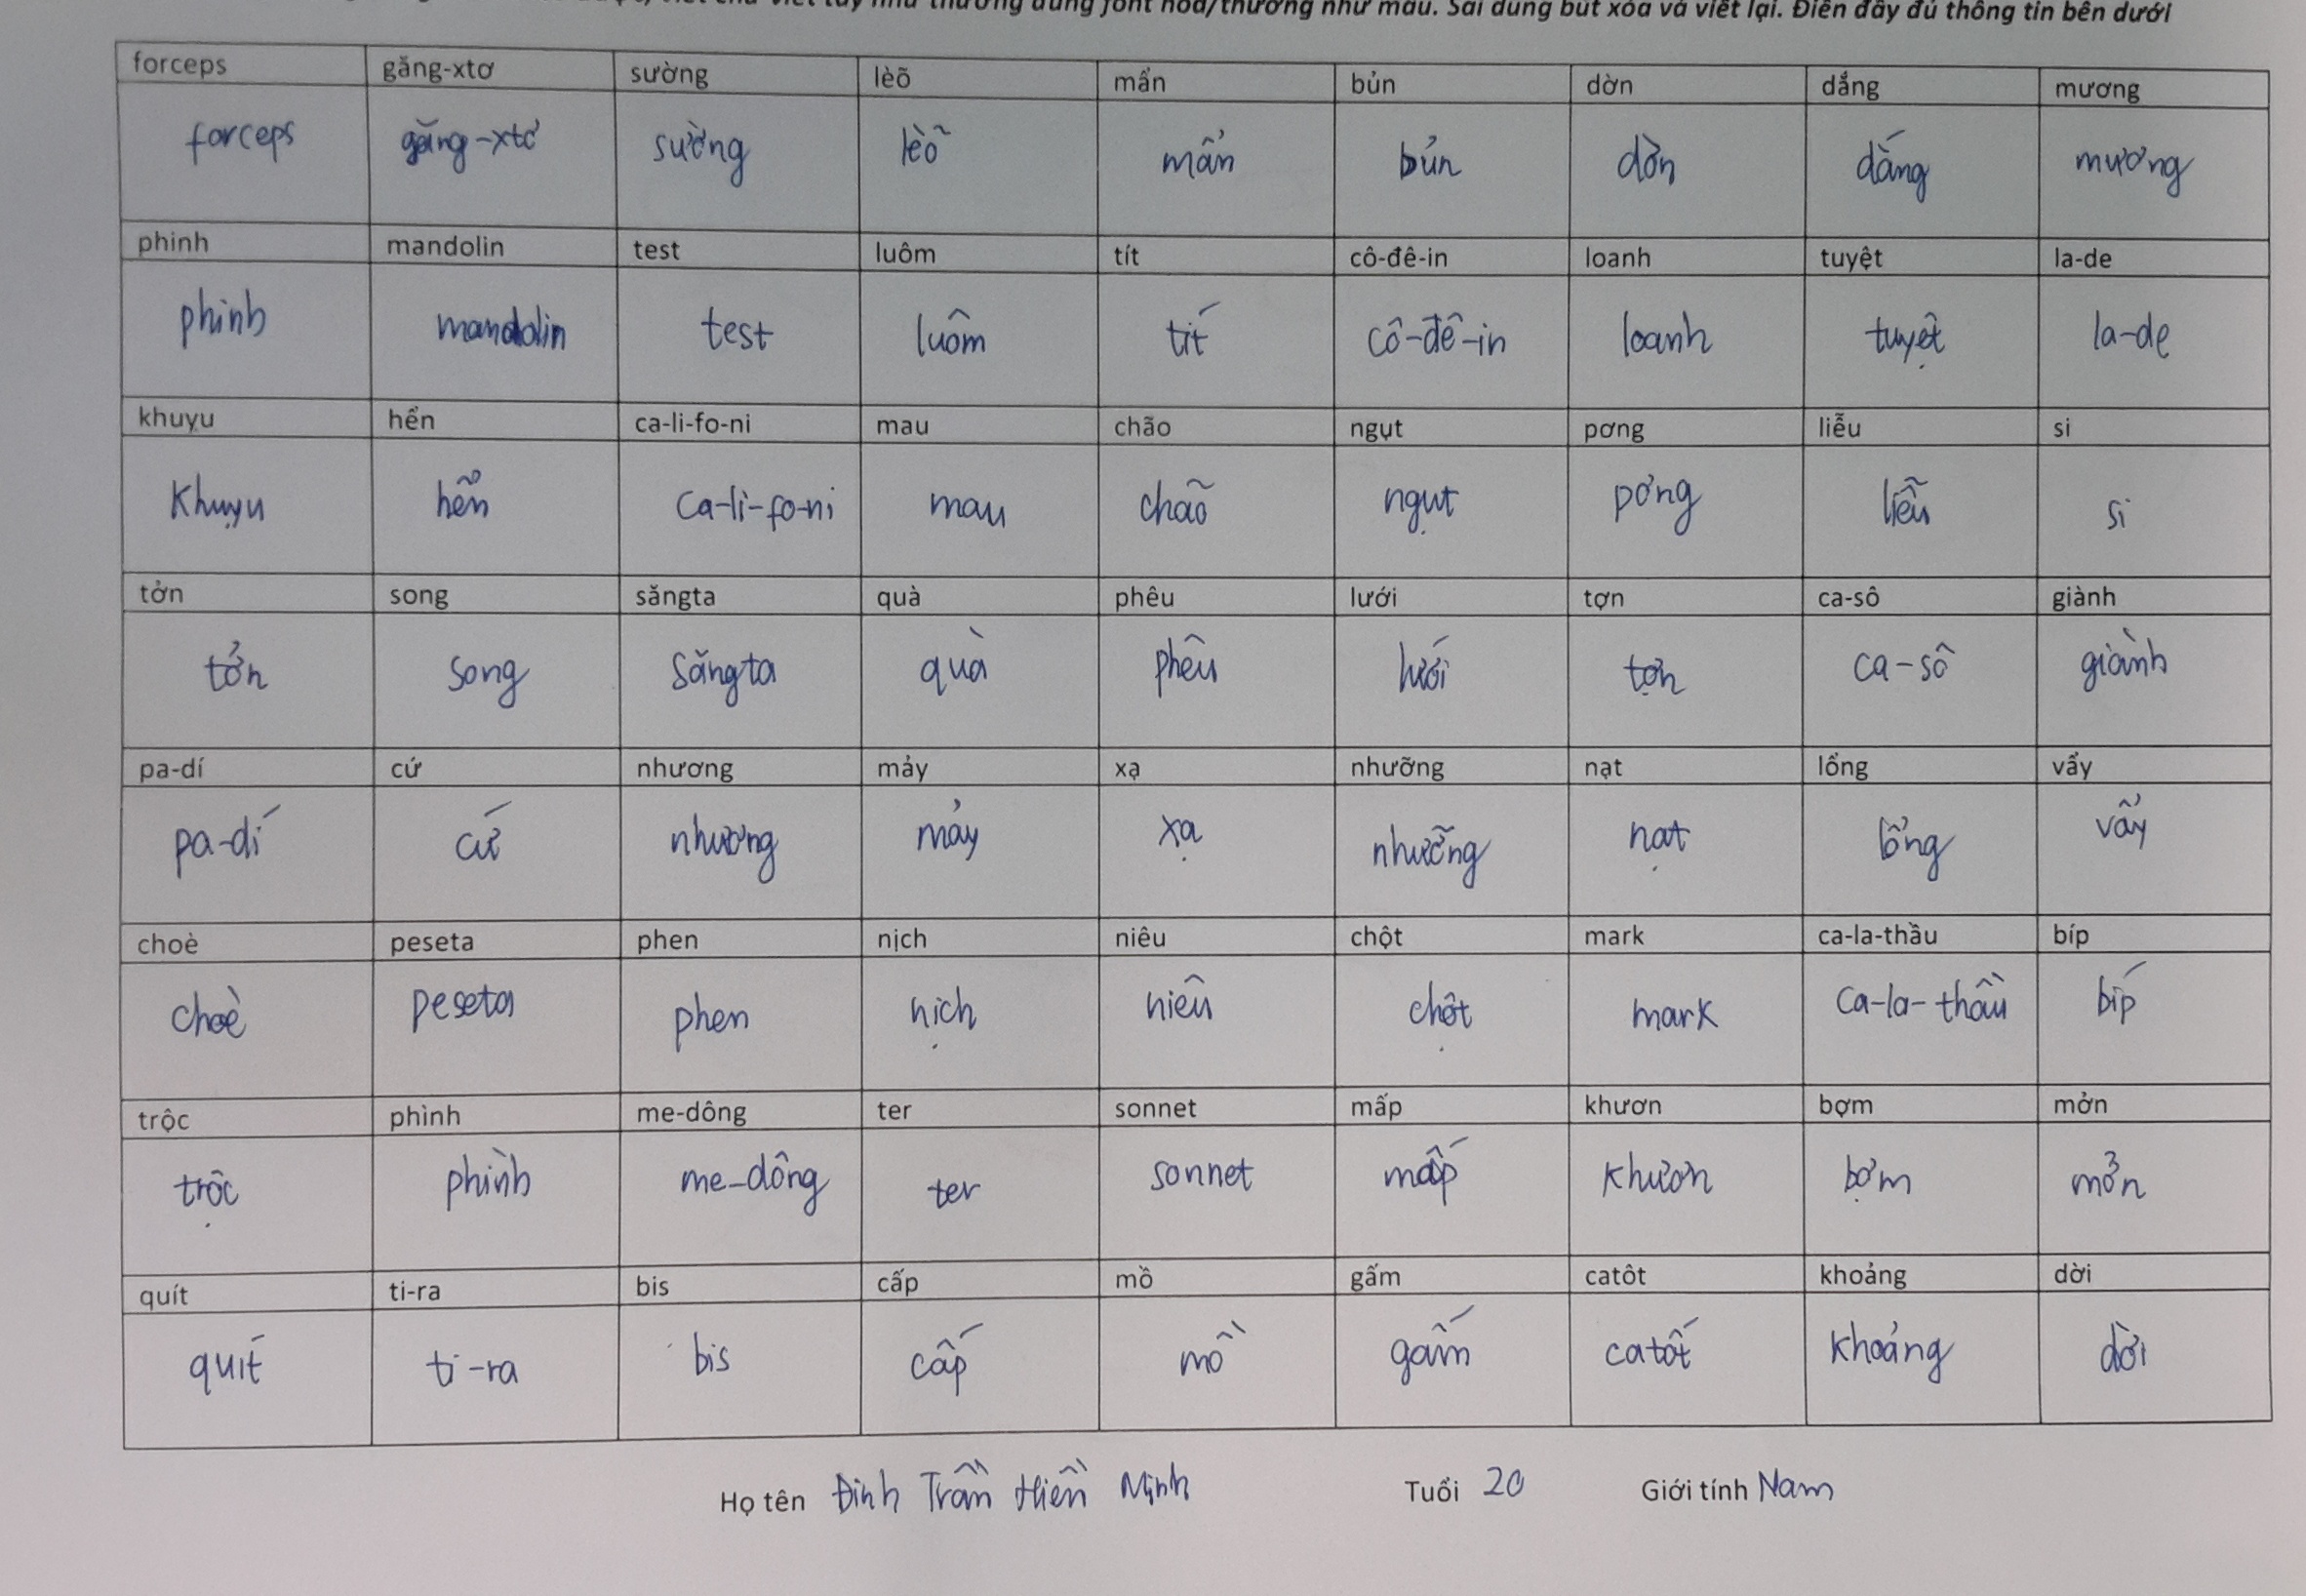 viết chữ viết tay như thường dùng font hoa/thường như mẫu. Sai dùng bút xóa và viết lại. Điền đầy đủ thông tin bên dưới
forceps găng-xtơ sường lèõ mẩn bủn dờn dắng mương
forceps găng-xtơ sường lèõ mẩn bủn dờn dắng mương
phinh mandolin test luôm tít cô-đê-in loanh tuyệt la-de
phinh mandolin test luôm tít cô-đê-in loanh tuyệt la-de
khuỵu hển ca-li-fo-ni mau chão ngụt pơng liễu si
khuỵu hển ca-li-fo-ni mau chão ngụt pơng liễu si
tởn song săngta quà phêu lưới tợn ca-sô giành
tởn song săngta quà phêu lưới tợn ca-sô giành
pa-dí cứ nhương mảy xạ nhưỡng nạt lổng vẩy
pa-dí cứ nhương mảy xạ nhưỡng nạt lổng vẩy
choè peseta phen nịch niêu chột mark ca-la-thầu bíp
choè peseta phen nịch niêu chột mark ca-la-thầu bíp
trộc phình me-dông ter sonnet mấp khươn bợm mởn
trộc phình me-dông ter sonnet mấp khươn bợm mởn
quít ti-ra bis cấp mồ gấm catôt khoảng dời
quít ti-ra bis cấp mồ gấm catốt khoảng dời
Họ tên Đinh Trần Hiền Minh Tuổi 20 Giới tính Nam